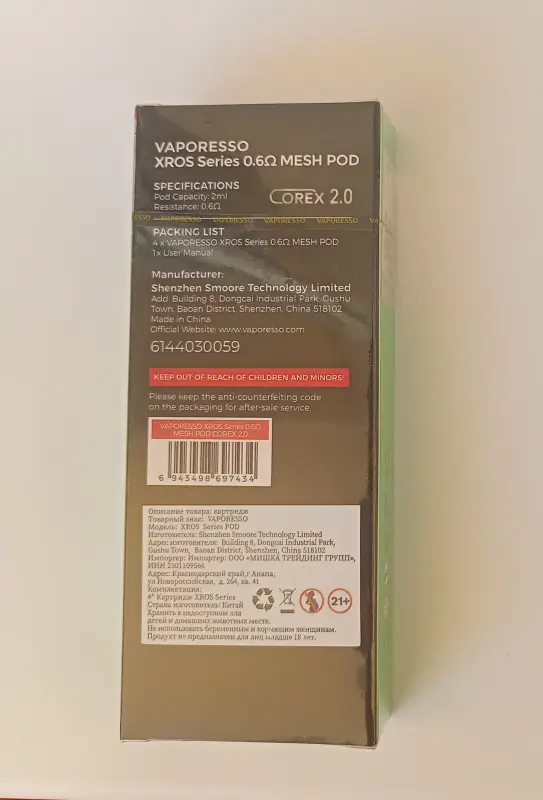 VAPORESSO
XROS Series 0.6Ω MESH POD
SPECIFICATIONS
Pod Capacity: 2ml
Resistance: 0.6Ω
COREX 2.0
ESSO VAPORESSO VAPORESSO VAPORESSO VAPORESSO VA
PACKING LIST
4 x VAPORESSO XROS Series 0.6Ω MESH POD
1x User Manual
Manufacturer:
Shenzhen Smoore Technology Limited
Add: Building 8, Dongcai Industrial Park, Gushu
Town, Baoan District, Shenzhen, China 518102
Made in China
Official Website: www.vaporesso.com
6144030059
KEEP OUT OF REACH OF CHILDREN AND MINORS!
Please keep the anti-counterfeiting code
on the packaging for after-sale service.
VAPORESSO XROS Series 0.6Ω
MESH POD COREX 2.0
6 943498 697434
Описание товара: картридж
Товарный знак: VAPORESSO
Модель: XROS Series POD
Изготовитель: Shenzhen Smoore Technology Limited
Адрес изготовителя: Building 8, Dongcai Industrial Park,
Gushu Town, Baoan District, Shenzhen, China 518102
Импортер: Импортер: ООО «МИШКА ТРЕЙДИНГ ГРУПП»,
ИНН 2301109566
Адрес: Краснодарский край,г Анапа,
ул Новороссийская, д. 264, кв. 41
Комплектация:
4* Картридж XROS Series
Страна изготовитель: Китай
Хранить в недоступном для
детей и домашних животных месте.
Не использовать беременным и кормящим женщинам.
Продукт не предназначен для лиц младше 18 лет.
21+